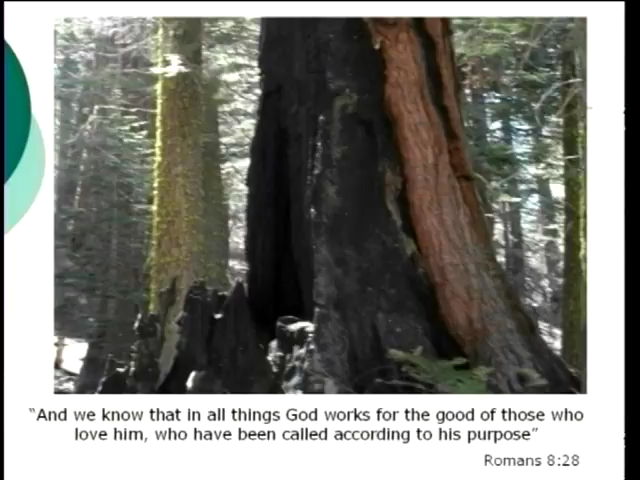 “And we know that in all things God works for the good of those who
love him, who have been called according to his purpose”
Romans 8:28